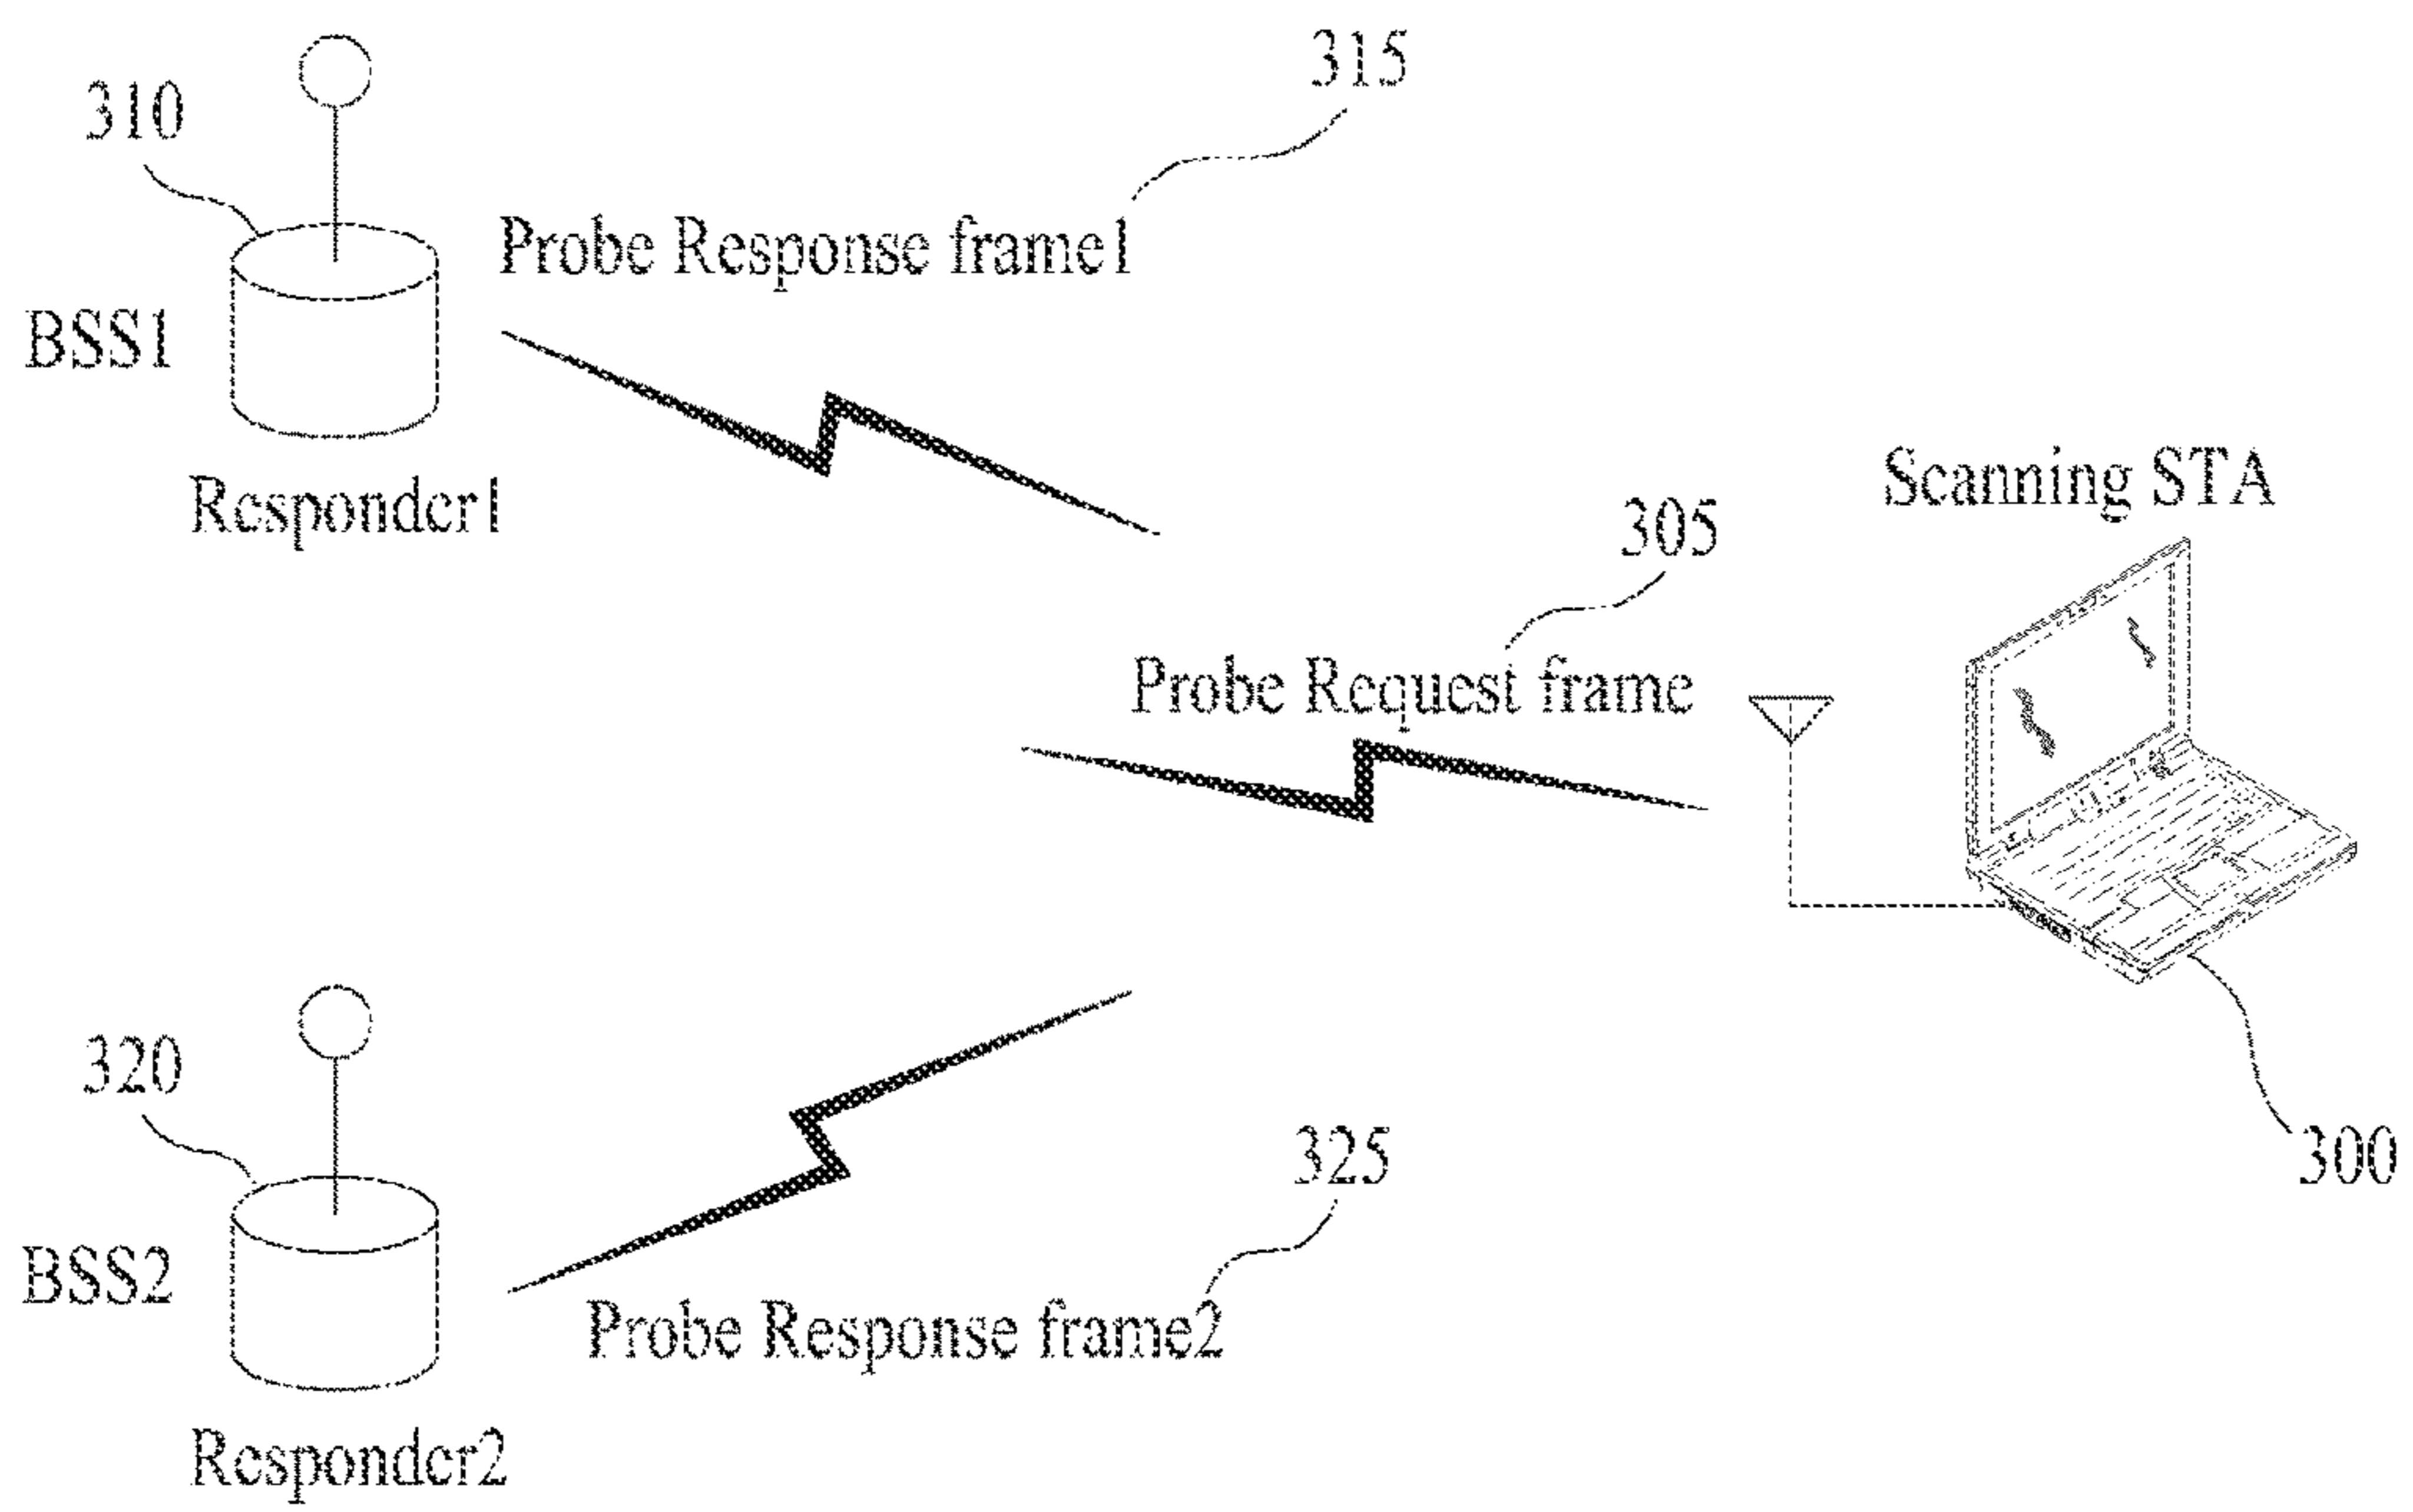 315
310
Probe Response frame1
BSS1
Responder1
Scanning STA
305
Probe Request frame
320
325
300
BSS2
Probe Response frame2
Responder2